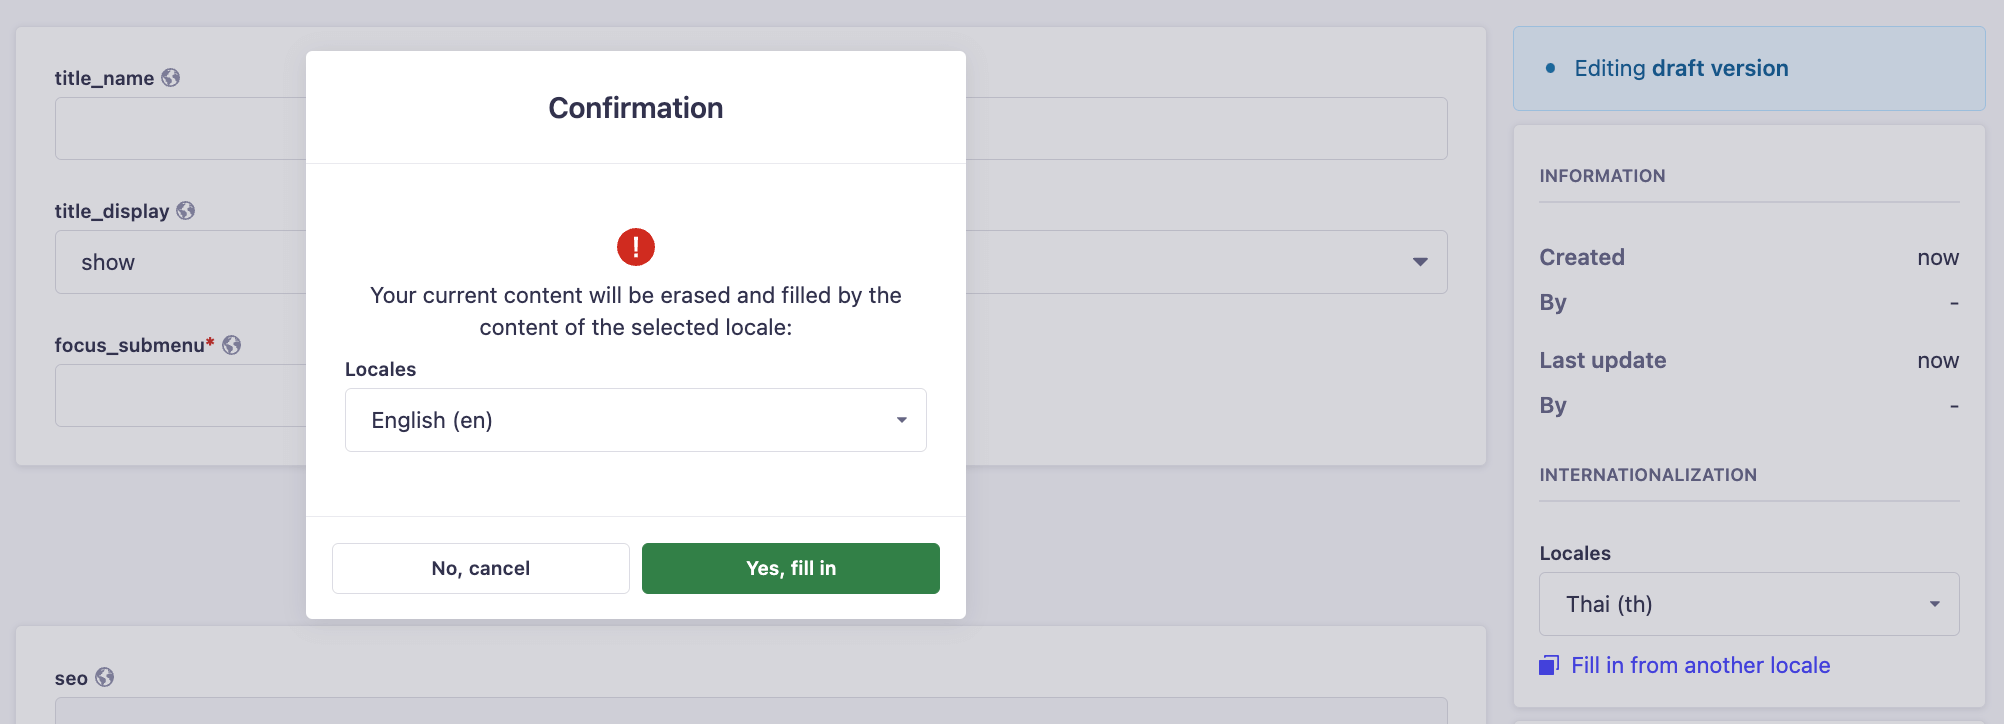 title_name
title_display
show
focus_submenu*
seo
Confirmation
!
Your current content will be erased and filled by the
content of the selected locale:
Locales
English (en)
No, cancel
Yes, fill in
Editing draft version
INFORMATION
Created now
By -
Last update now
By -
INTERNATIONALIZATION
Locales
Thai (th)
Fill in from another locale